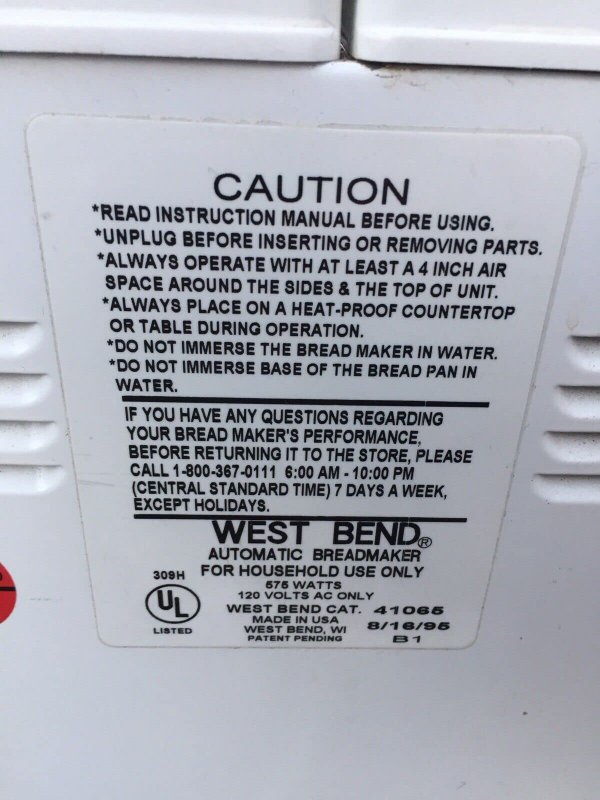 CAUTION
*READ INSTRUCTION MANUAL BEFORE USING.
*UNPLUG BEFORE INSERTING OR REMOVING PARTS.
*ALWAYS OPERATE WITH AT LEAST A 4 INCH AIR
SPACE AROUND THE SIDES & THE TOP OF UNIT.
*ALWAYS PLACE ON A HEAT-PROOF COUNTERTOP
OR TABLE DURING OPERATION.
*DO NOT IMMERSE THE BREAD MAKER IN WATER.
*DO NOT IMMERSE BASE OF THE BREAD PAN IN
WATER.
IF YOU HAVE ANY QUESTIONS REGARDING
YOUR BREAD MAKER'S PERFORMANCE,
BEFORE RETURNING IT TO THE STORE, PLEASE
CALL 1-800-367-0111 6:00 AM - 10:00 PM
(CENTRAL STANDARD TIME) 7 DAYS A WEEK,
EXCEPT HOLIDAYS.
WEST BEND®
AUTOMATIC BREADMAKER
FOR HOUSEHOLD USE ONLY
575 WATTS
120 VOLTS AC ONLY
309H
UL
LISTED
WEST BEND CAT. 41065
MADE IN USA
WEST BEND, WI 8/16/95
PATENT PENDING B1